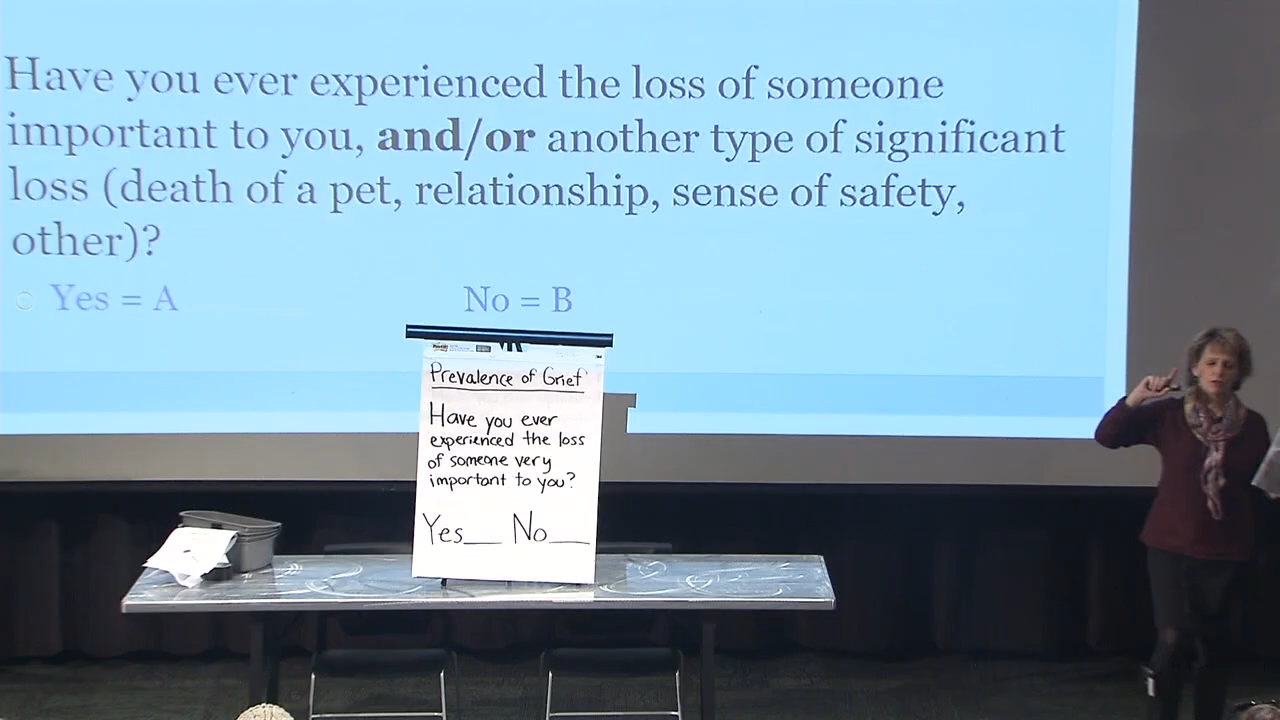 Have you ever experienced the loss of someone
important to you, and/or another type of significant
loss (death of a pet, relationship, sense of safety,
other)?
Yes = A No = B
Prevalence of Grief
Have you ever
experienced the loss
of someone very
important to you?
Yes__ No__